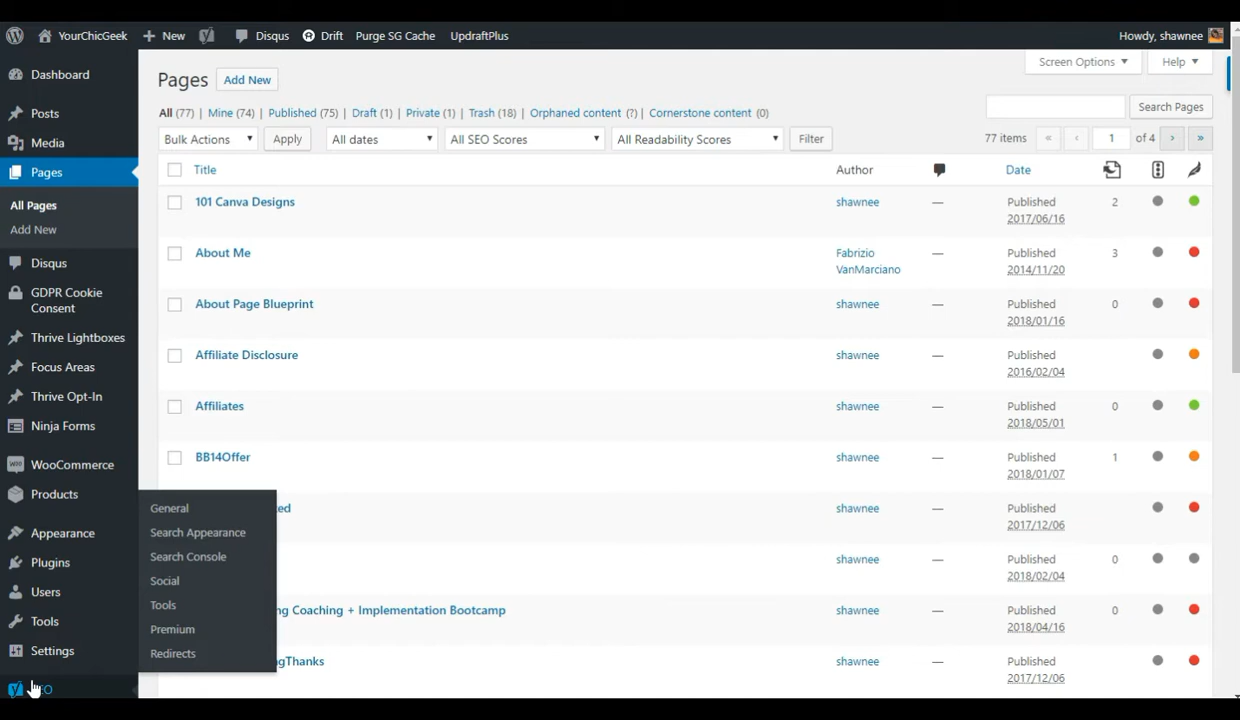 YourChicGeek New Disqus Drift Purge SG Cache UpdraftPlus Howdy, shawnee
Dashboard
Posts
Media
Pages
All Pages
Add New
Disqus
GDPR Cookie
Consent
Thrive Lightboxes
Focus Areas
Thrive Opt-In
Ninja Forms
WooCommerce
Products
Appearance
Plugins
Users
Tools
Settings
General
Search Appearance
Search Console
Social
Tools
Premium
Redirects
Screen Options Help
Pages Add New
All (77) | Mine (74) | Published (75) | Draft (1) | Private (1) | Trash (18) | Orphaned content (?) | Cornerstone content (0)
Search Pages
Bulk Actions Apply All dates All SEO Scores All Readability Scores Filter 77 items « ‹ 1 of 4 › »
Title Author Date
101 Canva Designs shawnee — Published 2
2017/06/16
About Me Fabrizio — Published 3
VanMarciano 2014/11/20
About Page Blueprint shawnee — Published 0
2018/01/16
Affiliate Disclosure shawnee — Published
2016/02/04
Affiliates shawnee — Published 0
2018/05/01
BB14Offer shawnee — Published 1
2018/01/07
ed shawnee — Published
2017/12/06
shawnee — Published 0
2018/02/04
ng Coaching + Implementation Bootcamp shawnee — Published 0
2018/04/16
gThanks shawnee — Published
2017/12/06